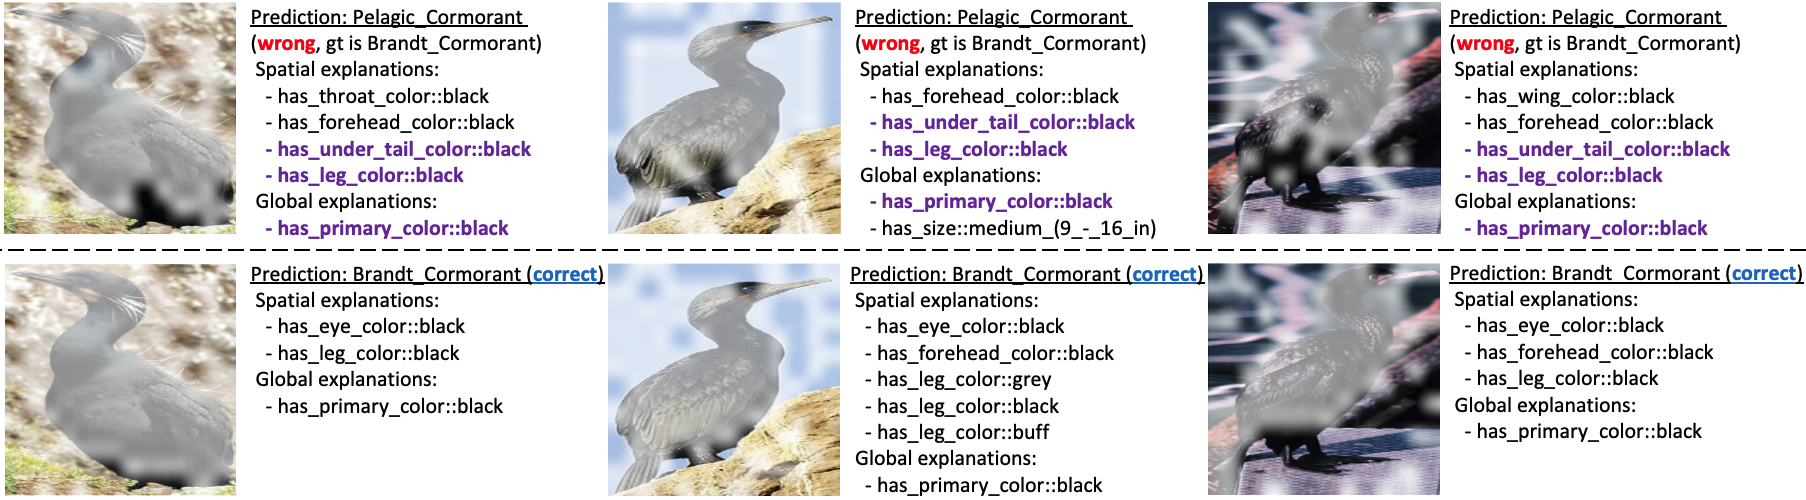 Prediction: Pelagic_Cormorant
(wrong, gt is Brandt_Cormorant)
Spatial explanations:
- has_throat_color::black
- has_forehead_color::black
- has_under_tail_color::black
- has_leg_color::black
Global explanations:
- has_primary_color::black
Prediction: Pelagic_Cormorant
(wrong, gt is Brandt_Cormorant)
Spatial explanations:
- has_forehead_color::black
- has_under_tail_color::black
- has_leg_color::black
Global explanations:
- has_primary_color::black
- has_size::medium_(9_-_16_in)
Prediction: Pelagic_Cormorant
(wrong, gt is Brandt_Cormorant)
Spatial explanations:
- has_wing_color::black
- has_forehead_color::black
- has_under_tail_color::black
- has_leg_color::black
Global explanations:
- has_primary_color::black
Prediction: Brandt_Cormorant (correct)
Spatial explanations:
- has_eye_color::black
- has_leg_color::black
Global explanations:
- has_primary_color::black
Prediction: Brandt_Cormorant (correct)
Spatial explanations:
- has_eye_color::black
- has_forehead_color::black
- has_leg_color::grey
- has_leg_color::black
- has_leg_color::buff
Global explanations:
- has_primary_color::black
Prediction: Brandt_Cormorant (correct)
Spatial explanations:
- has_eye_color::black
- has_forehead_color::black
- has_leg_color::black
Global explanations:
- has_primary_color::black